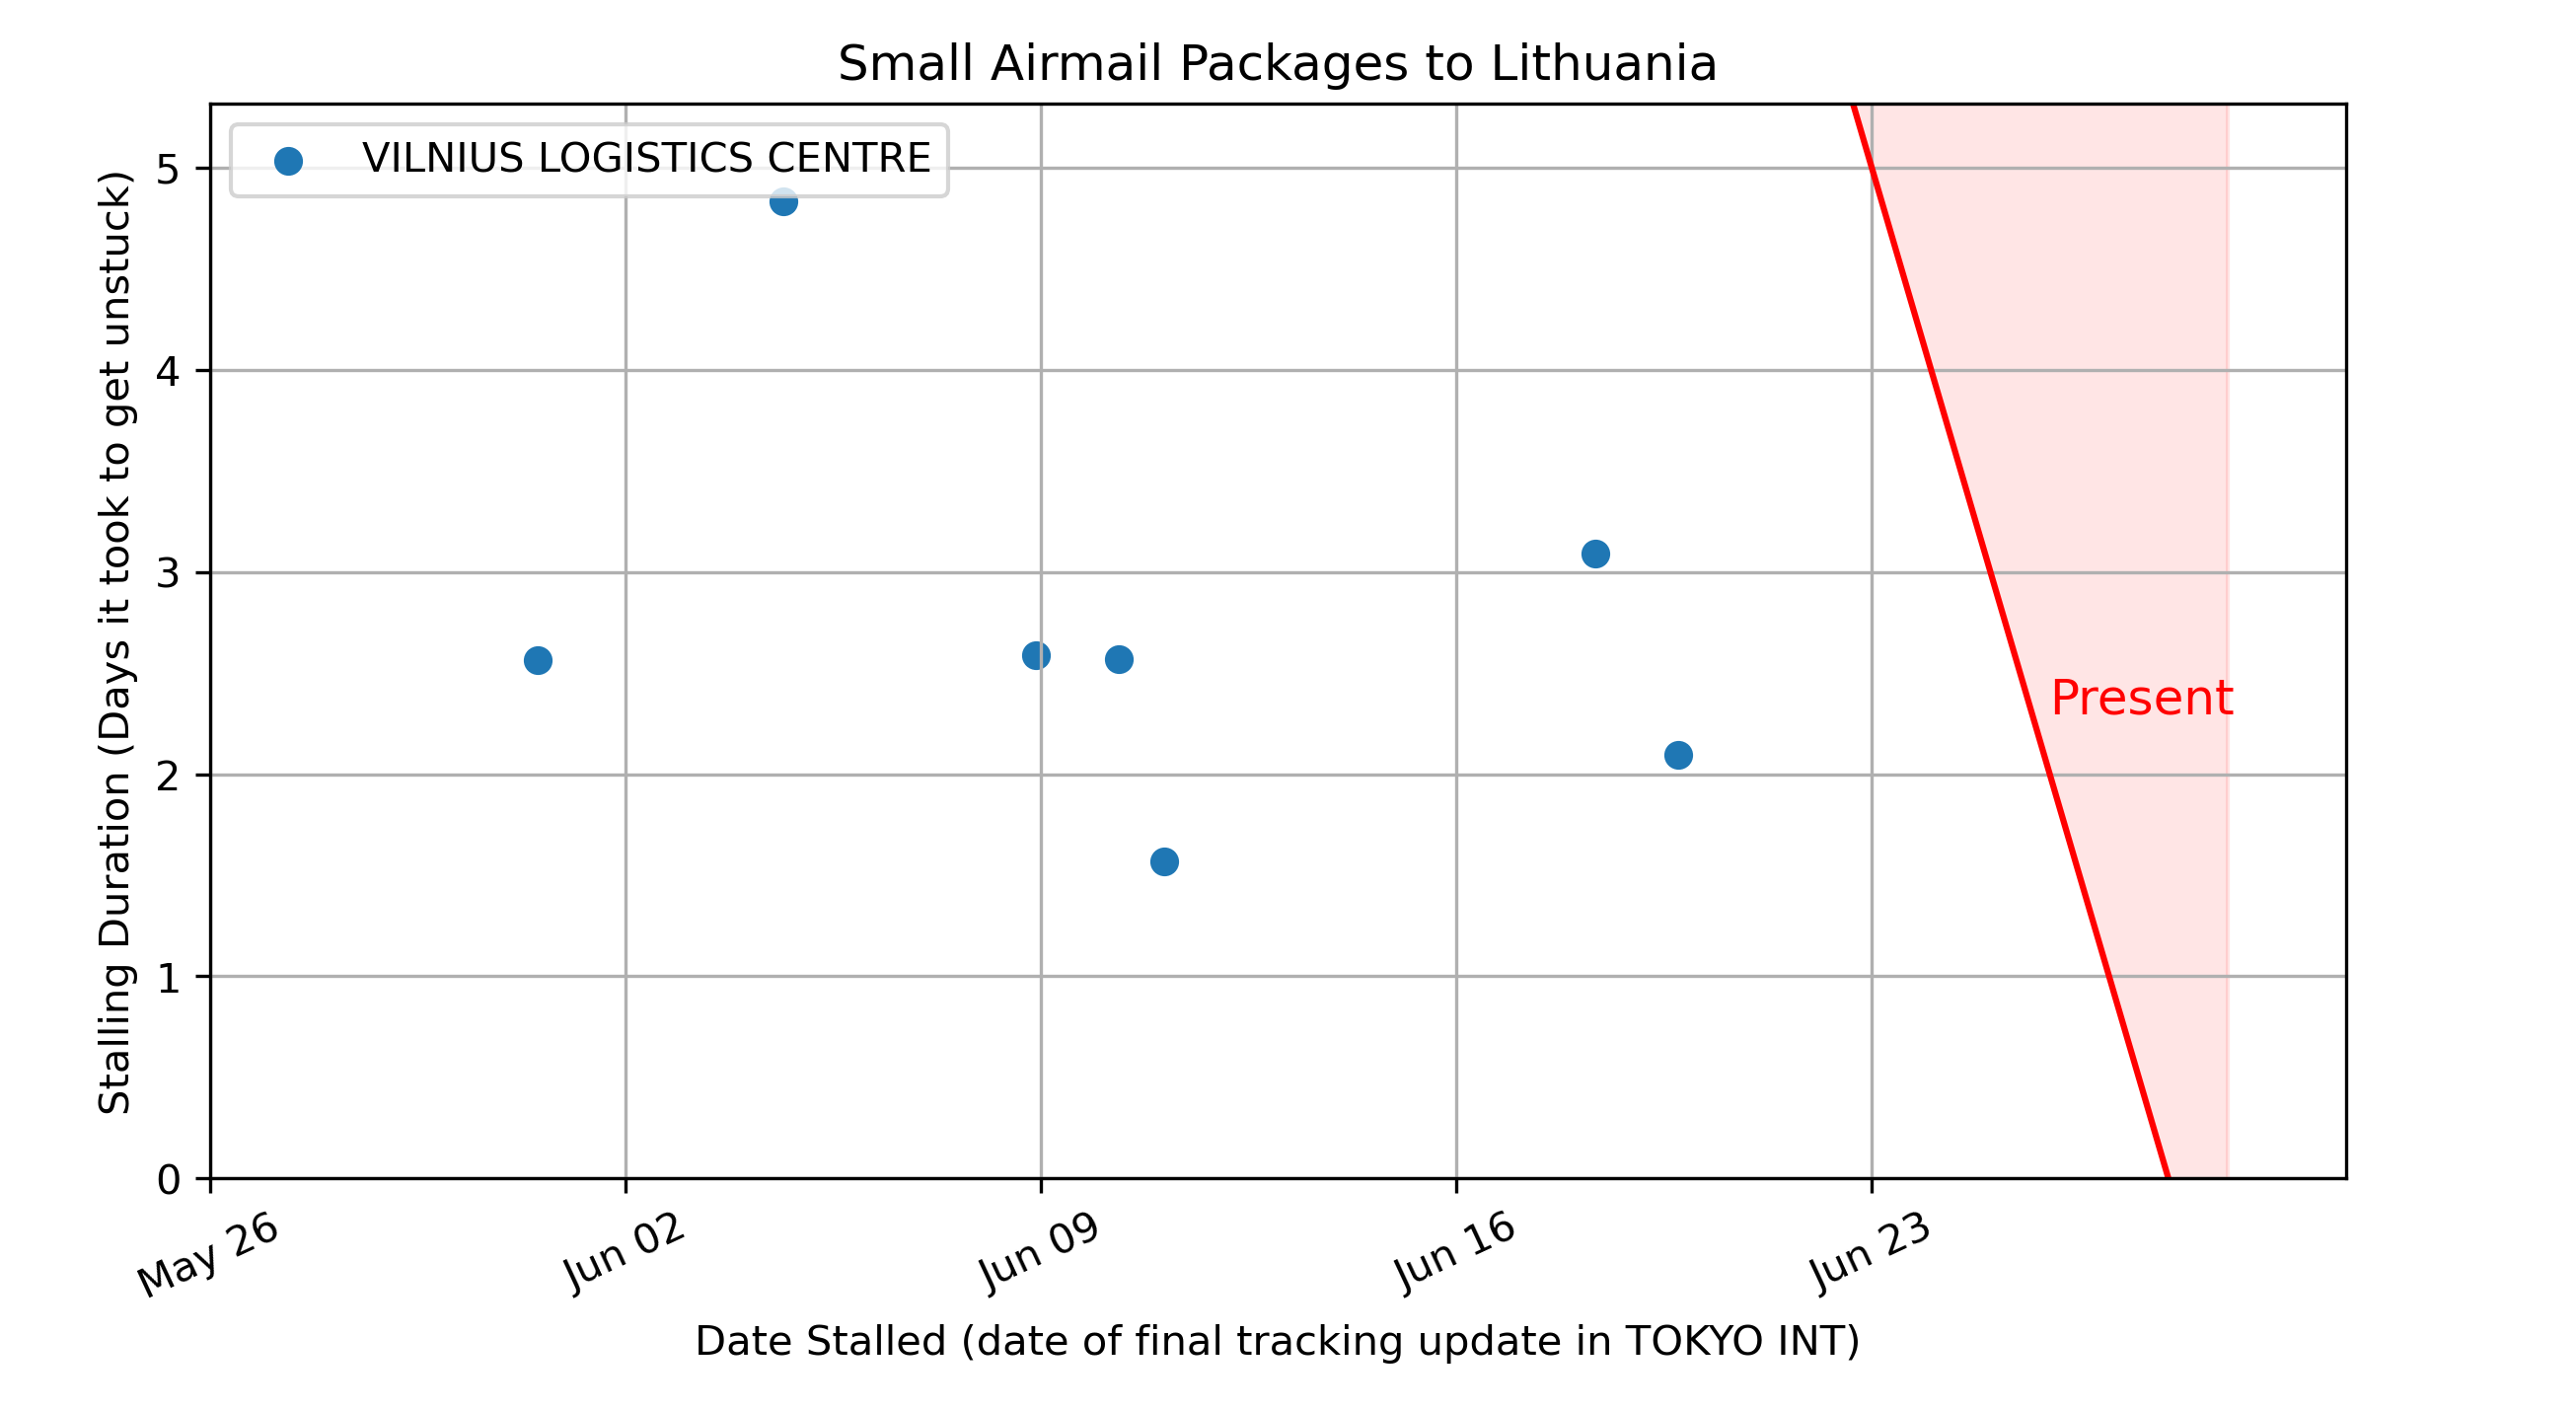 Small Airmail Packages to Lithuania
VILNIUS LOGISTICS CENTRE
Stalling Duration (Days it took to get unstuck)
5
4
3
2
1
0
Present
May 26
Jun 02
Jun 09
Jun 16
Jun 23
Date Stalled (date of final tracking update in TOKYO INT)